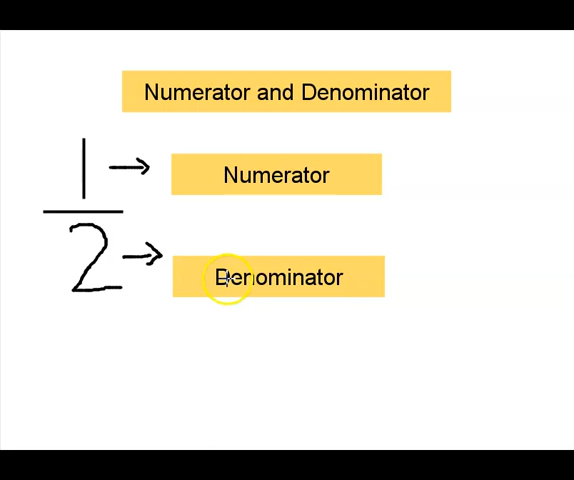 Numerator and Denominator
1 → Numerator
2 → Denominator